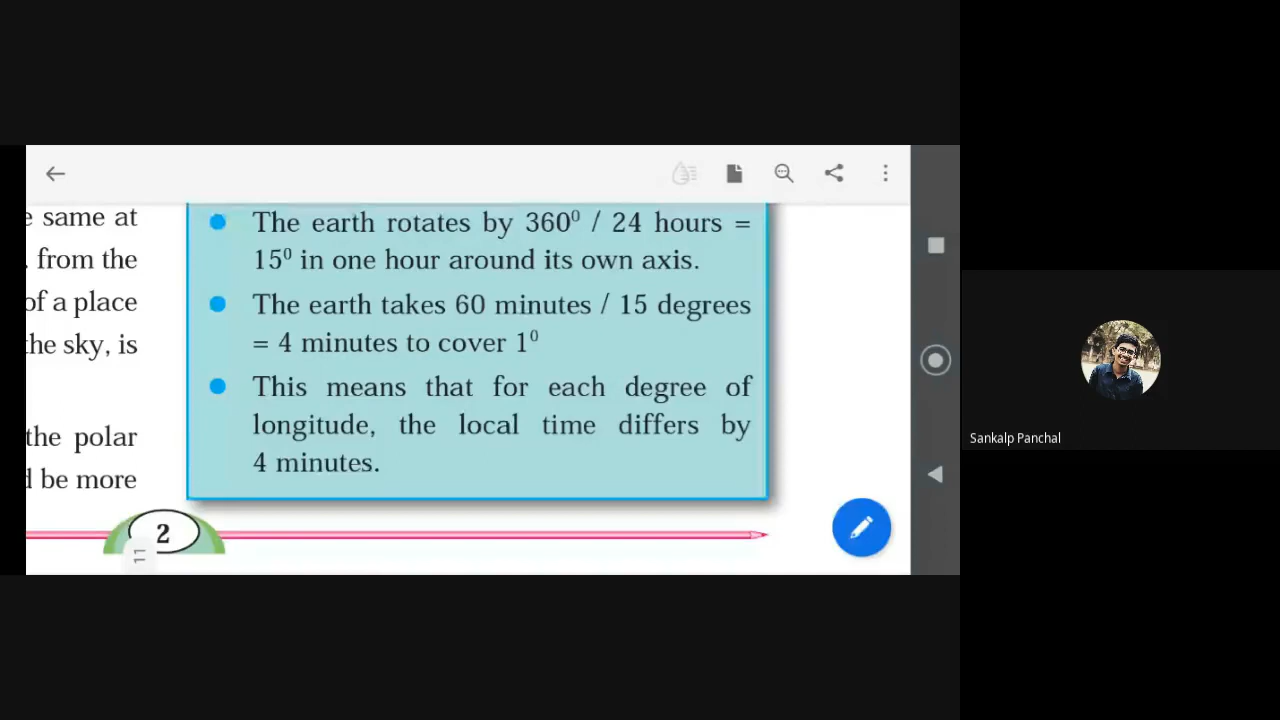 e same at
. from the
of a place
the sky, is
the polar
d be more
The earth rotates by 360⁰ / 24 hours =
15⁰ in one hour around its own axis.
The earth takes 60 minutes / 15 degrees
= 4 minutes to cover 1⁰
This means that for each degree of
longitude, the local time differs by
4 minutes.
2
11
Sankalp Panchal